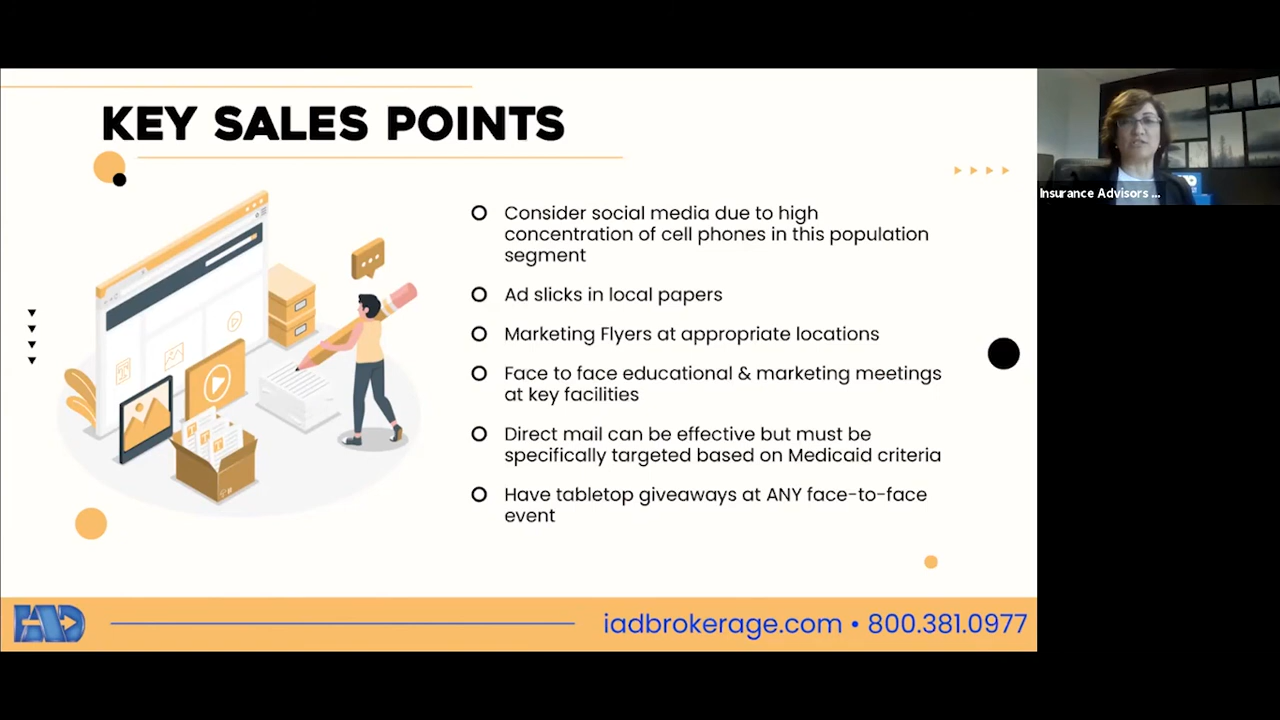 KEY SALES POINTS
Consider social media due to high
concentration of cell phones in this population
segment
Ad slicks in local papers
Marketing Flyers at appropriate locations
Face to face educational & marketing meetings
at key facilities
Direct mail can be effective but must be
specifically targeted based on Medicaid criteria
Have tabletop giveaways at ANY face-to-face
event
IAD
iadbrokerage.com • 800.381.0977
Insurance Advisors ...